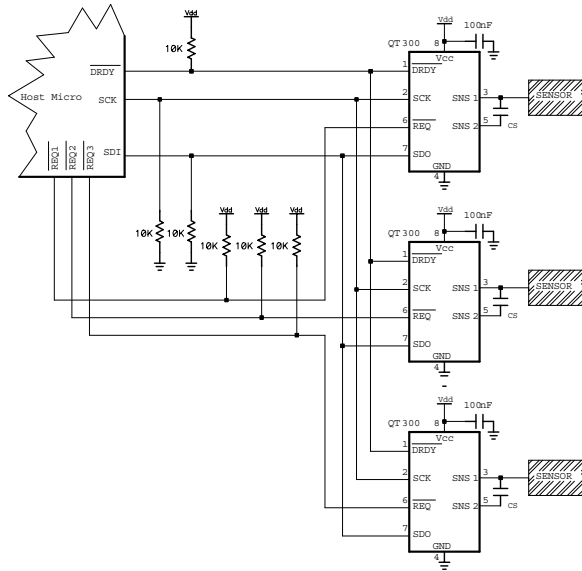 Vdd
10K
DRDY
SCK
Host Micro
SDI
REQ1
REQ2
REQ3
10K
10K
Vdd
10K
Vdd
10K
Vdd
10K
Vdd
100nF
QT300
8
Vcc
1
DRDY
2
SCK
SNS 1
3
SENSOR
6
REQ
SNS 2
5
CS
7
SDO
GND
4
Vdd
100nF
QT300
8
Vcc
1
DRDY
2
SCK
SNS 1
3
SENSOR
6
REQ
SNS 2
5
CS
7
SDO
GND
4
Vdd
100nF
QT300
8
Vcc
1
DRDY
2
SCK
SNS 1
3
SENSOR
6
REQ
SNS 2
5
CS
7
SDO
GND
4